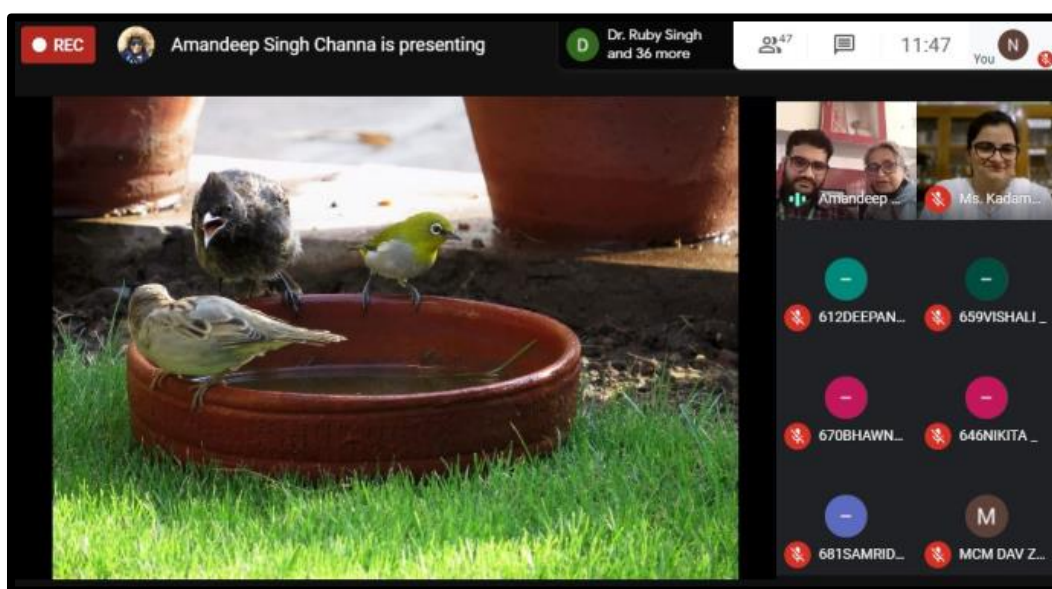 REC
Amandeep Singh Channa is presenting
D
Dr. Ruby Singh
and 36 more
47
11:47
You
N
Amandeep ...
Ms. Kadam...
612DEEPAN...
659VISHALI _
670BHAWN...
646NIKITA _
681SAMRID...
M
MCM DAV Z...